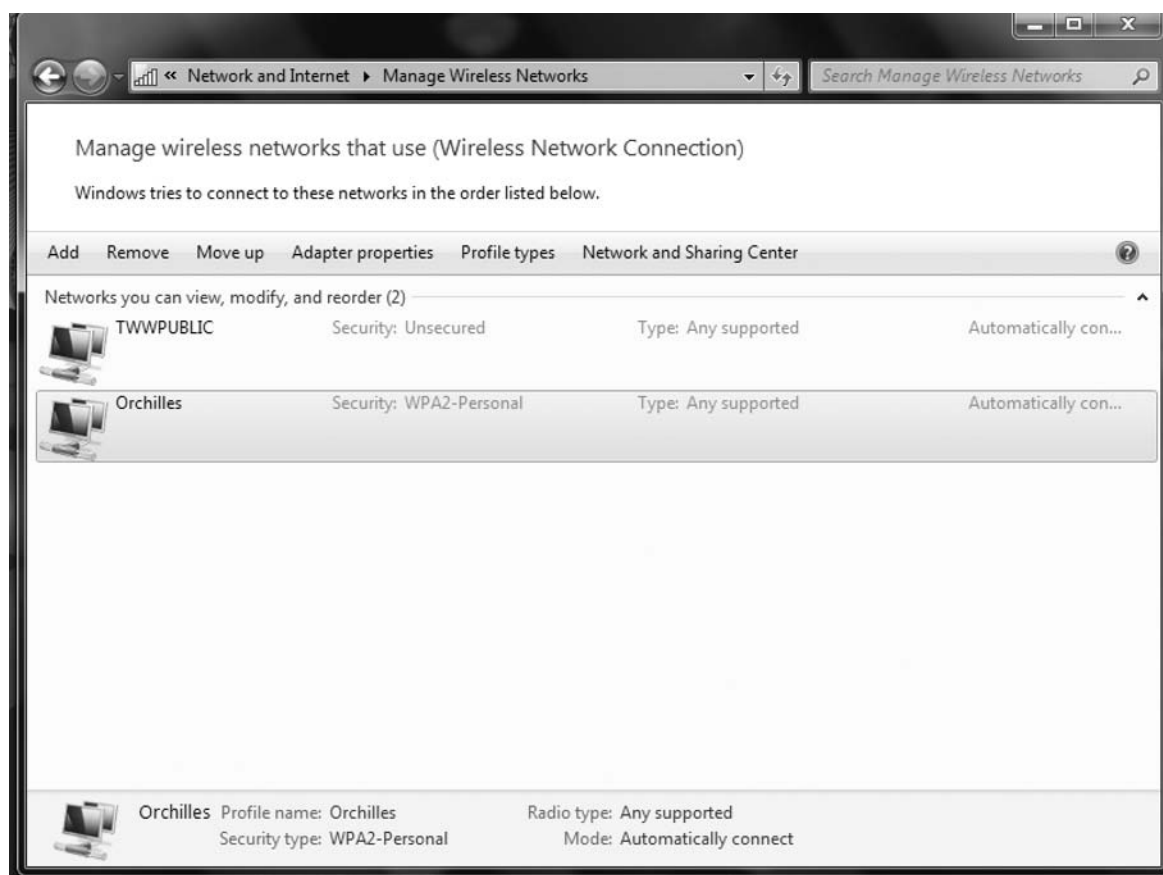 « Network and Internet ▸ Manage Wireless Networks Search Manage Wireless Networks
Manage wireless networks that use (Wireless Network Connection)
Windows tries to connect to these networks in the order listed below.
Add Remove Move up Adapter properties Profile types Network and Sharing Center
Networks you can view, modify, and reorder (2)
TWWPUBLIC Security: Unsecured Type: Any supported Automatically con...
Orchilles Security: WPA2-Personal Type: Any supported Automatically con...
Orchilles Profile name: Orchilles Radio type: Any supported
Security type: WPA2-Personal Mode: Automatically connect